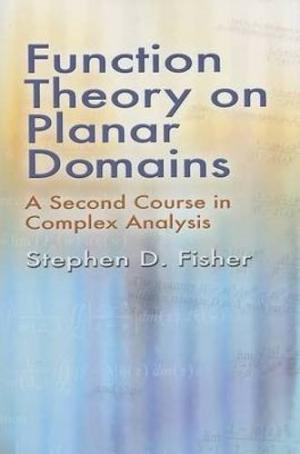 Function
Theory on
Planar
Domains
A Second Course in
Complex Analysis
Stephen D. Fisher